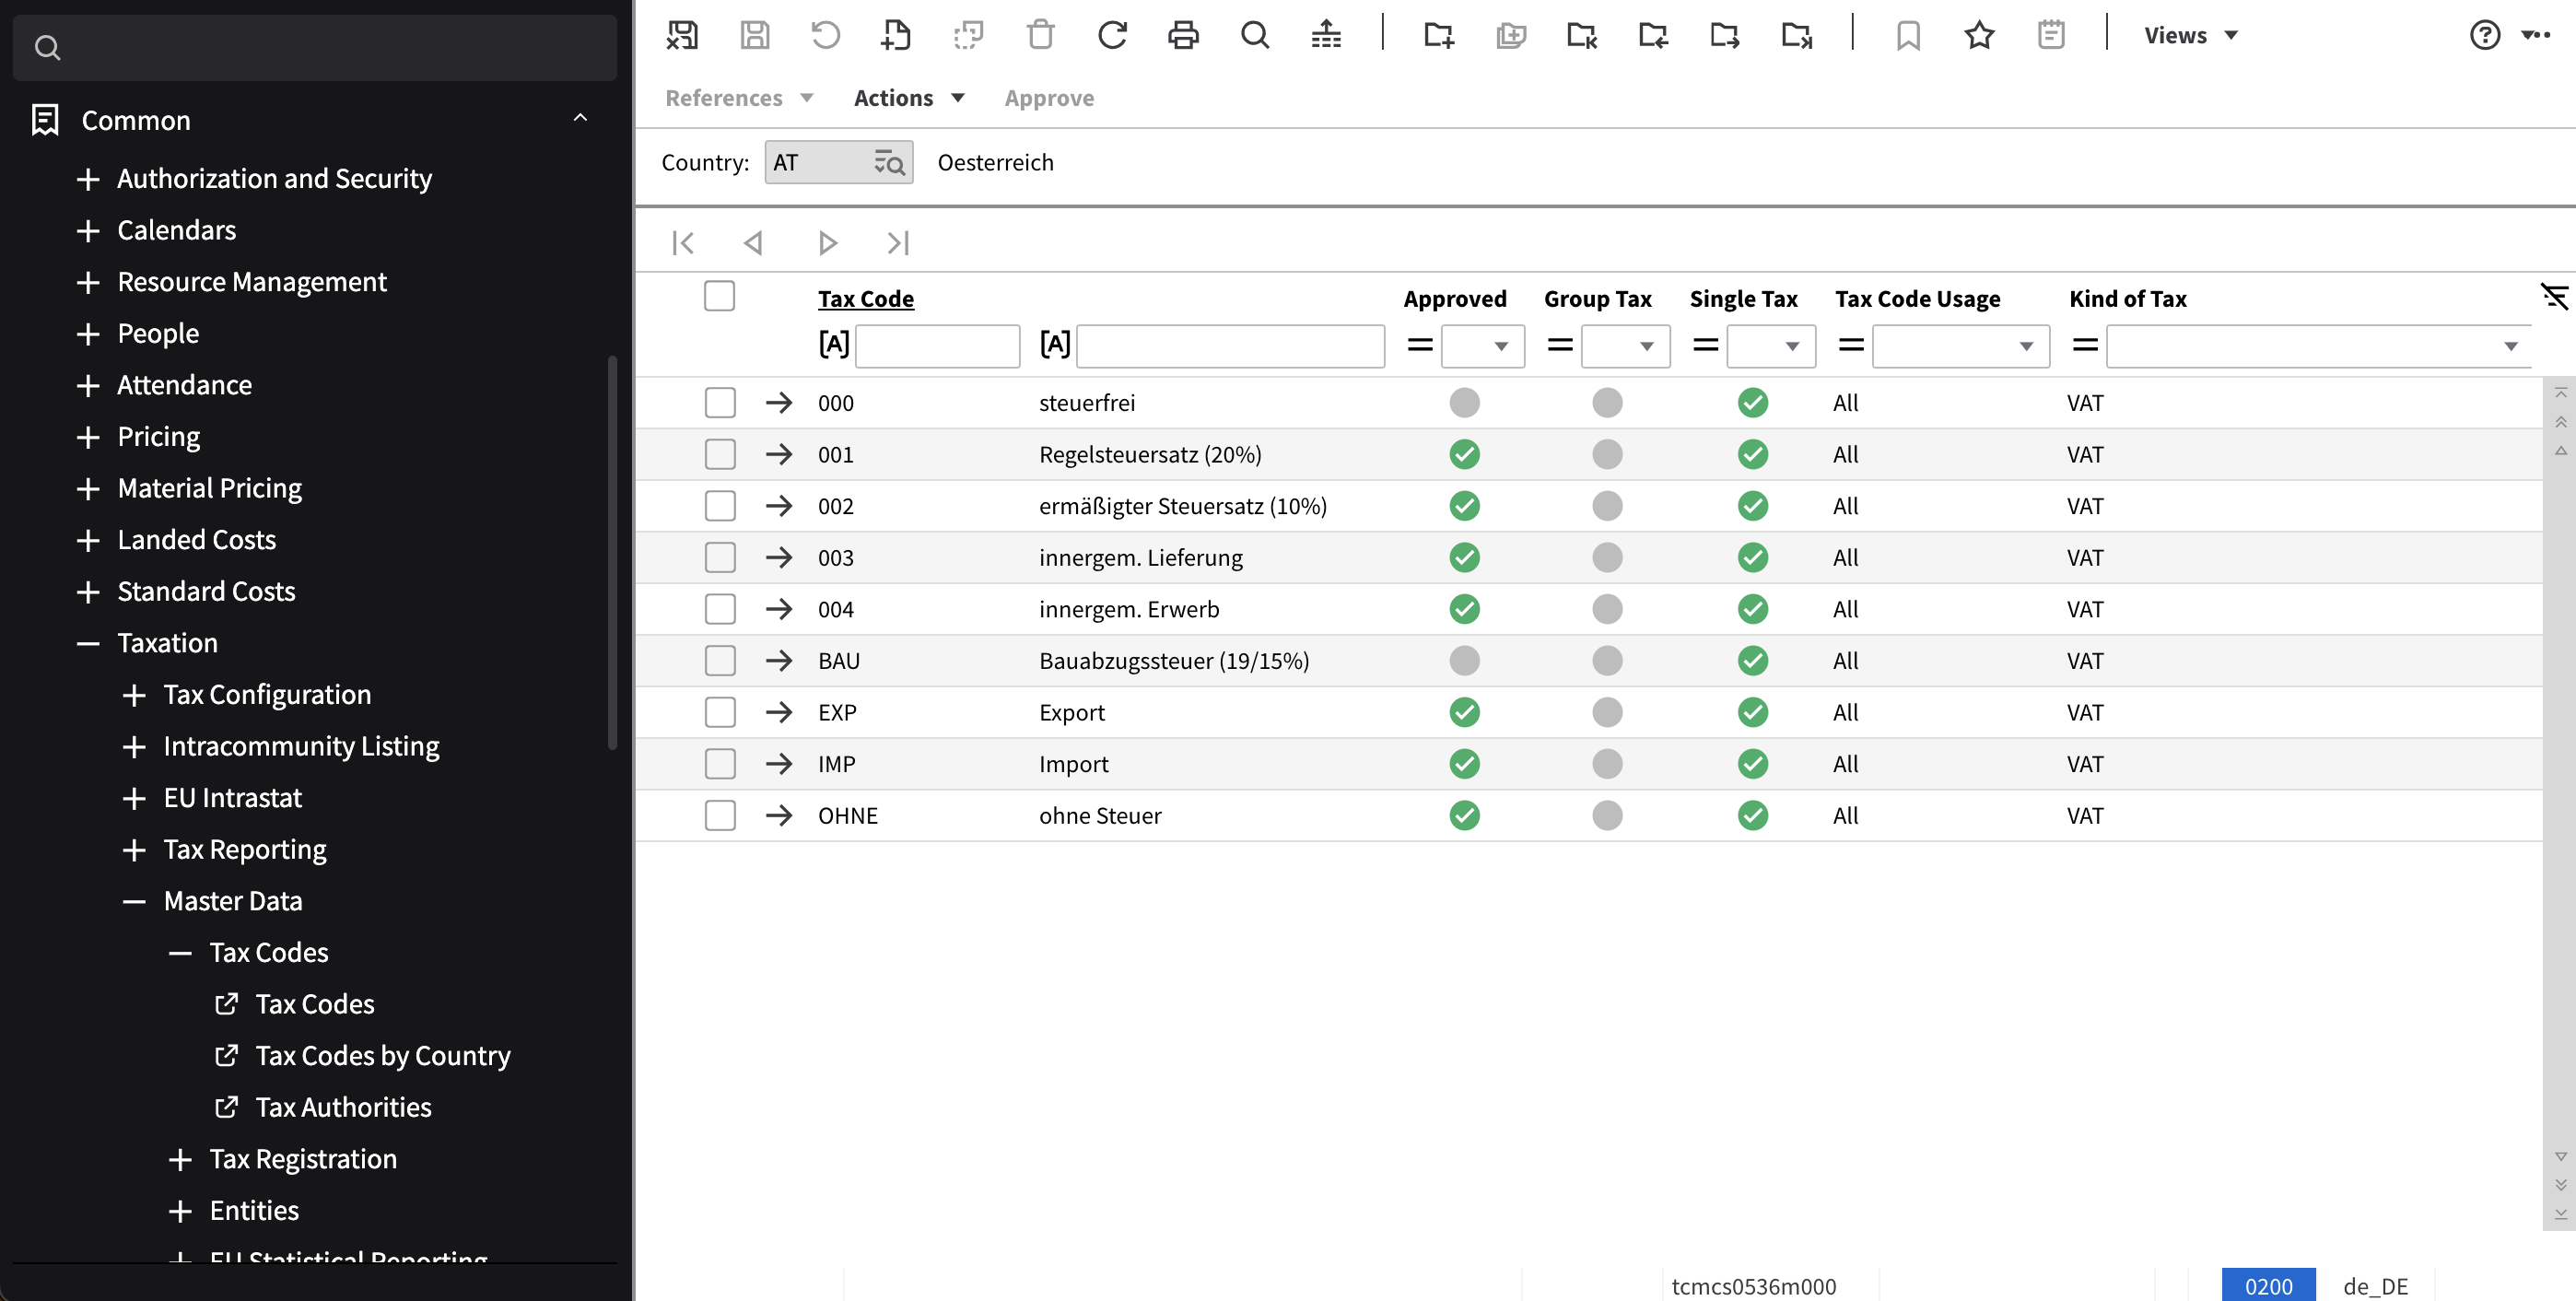 Common
Authorization and Security
Calendars
Resource Management
People
Attendance
Pricing
Material Pricing
Landed Costs
Standard Costs
Taxation
Tax Configuration
Intracommunity Listing
EU Intrastat
Tax Reporting
Master Data
Tax Codes
Tax Codes
Tax Codes by Country
Tax Authorities
Tax Registration
Entities
EU Statistical Reporting
Views
References Actions Approve
Country: AT Oesterreich
Tax Code Approved Group Tax Single Tax Tax Code Usage Kind of Tax
[A] [A] = = = = =
000 steuerfrei All VAT
001 Regelsteuersatz (20%) All VAT
002 ermäßigter Steuersatz (10%) All VAT
003 innergem. Lieferung All VAT
004 innergem. Erwerb All VAT
BAU Bauabzugssteuer (19/15%) All VAT
EXP Export All VAT
IMP Import All VAT
OHNE ohne Steuer All VAT
tcmcs0536m000 0200 de_DE